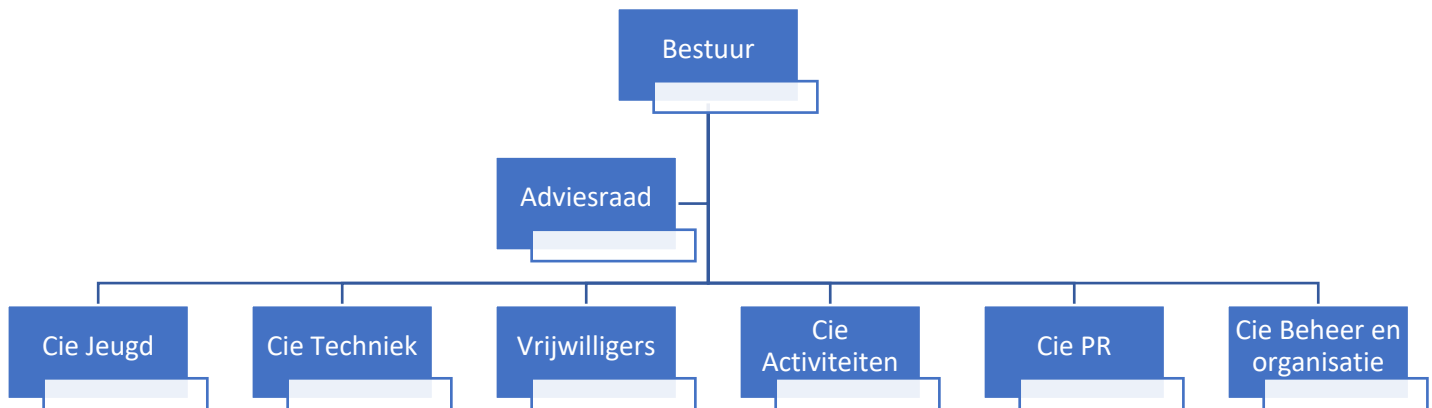 Bestuur
Adviesraad
Cie Jeugd
Cie Techniek
Vrijwilligers
Cie
Activiteiten
Cie PR
Cie Beheer en
organisatie